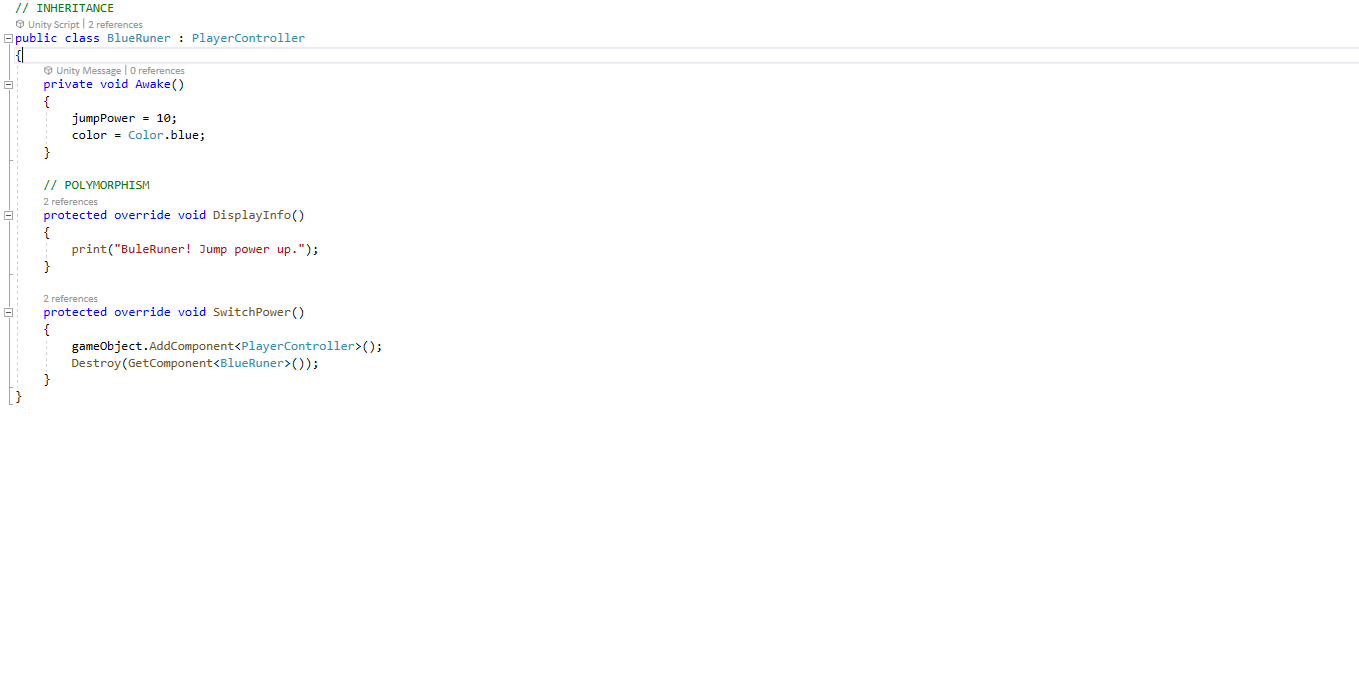 // INHERITANCE
Unity Script | 2 references
public class BlueRuner : PlayerController
{
Unity Message | 0 references
private void Awake()
{
jumpPower = 10;
color = Color.blue;
}
// POLYMORPHISM
2 references
protected override void DisplayInfo()
{
print("BuleRuner! Jump power up.");
}
2 references
protected override void SwitchPower()
{
gameObject.AddComponent<PlayerController>();
Destroy(GetComponent<BlueRuner>());
}
}